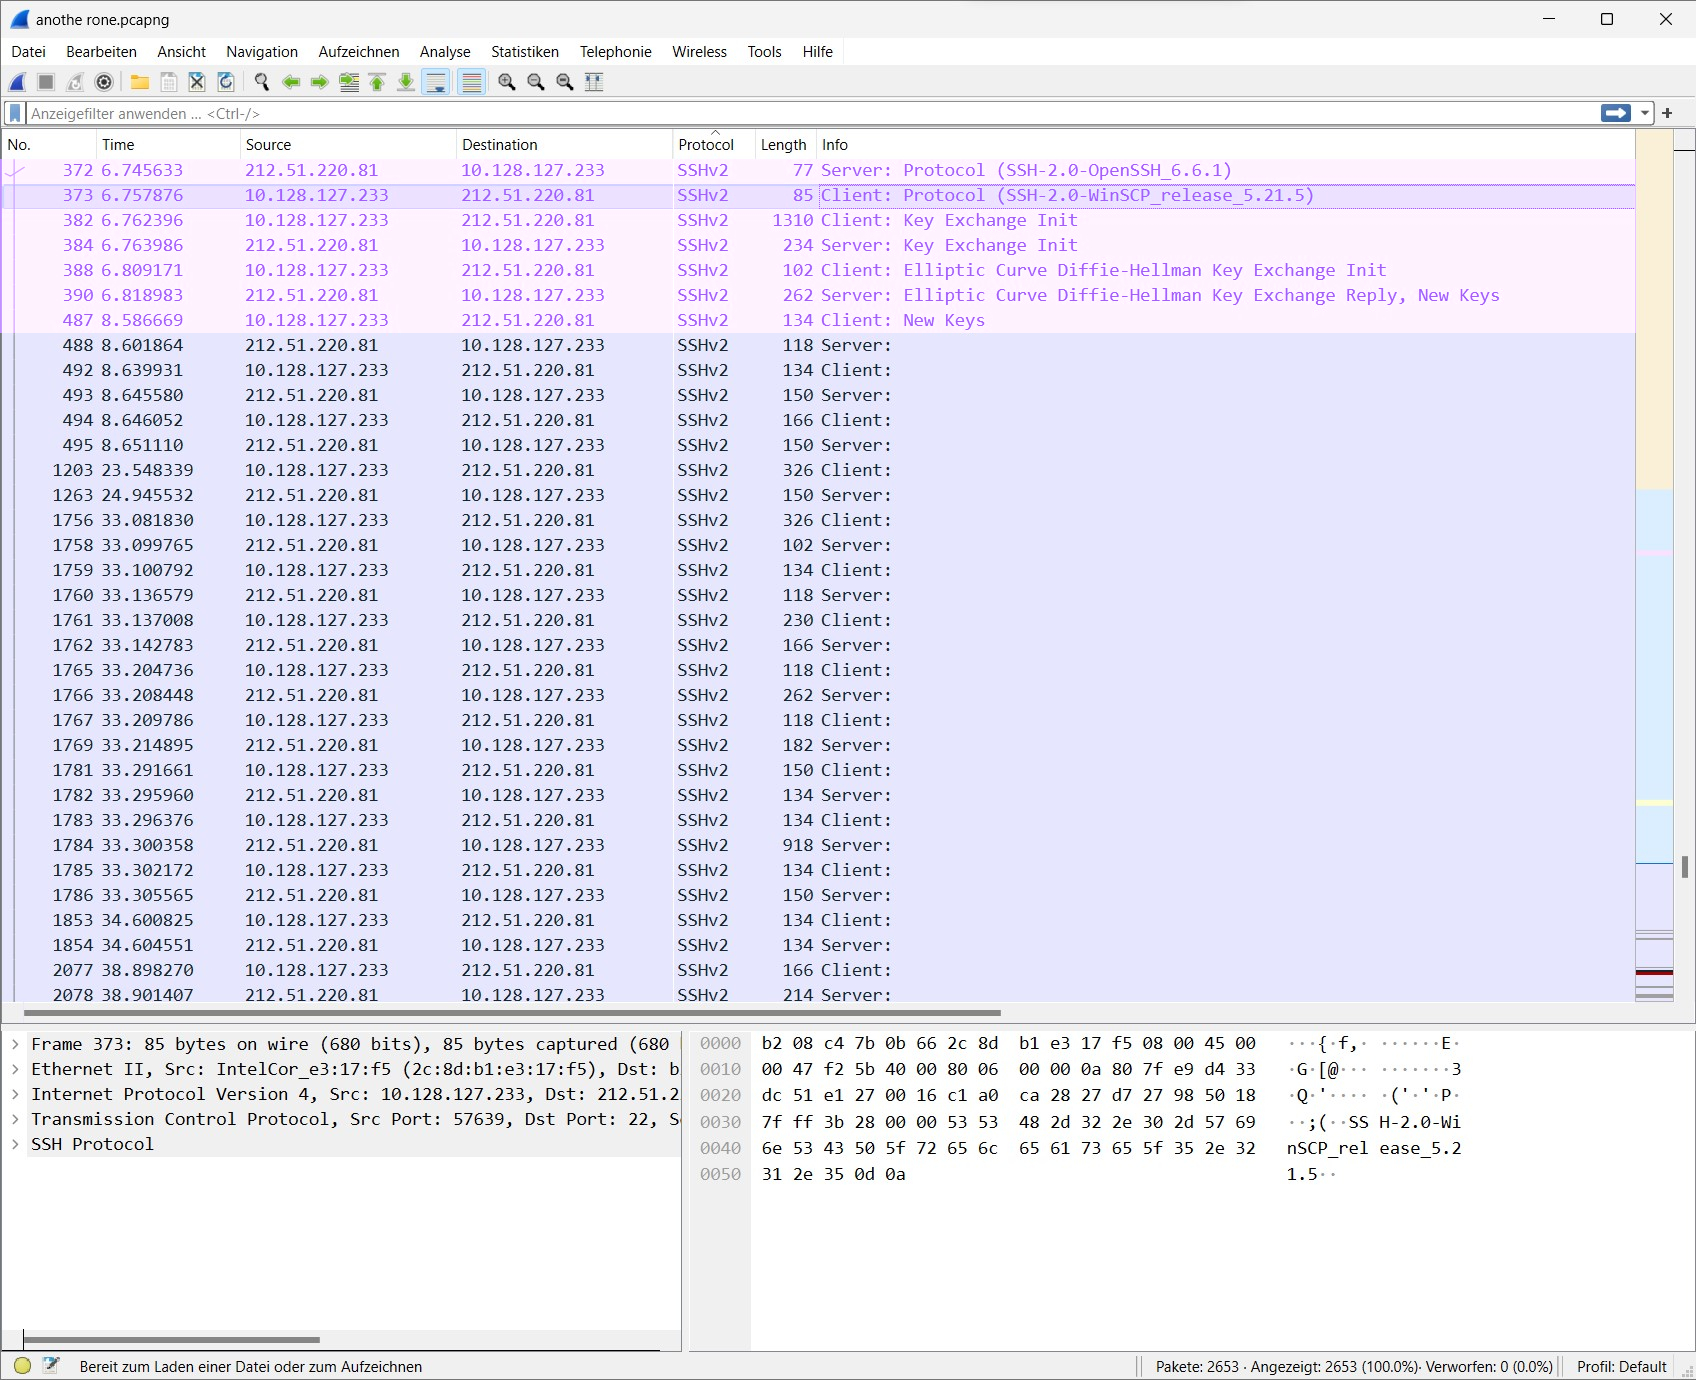 anothe rone.pcapng
Datei Bearbeiten Ansicht Navigation Aufzeichnen Analyse Statistiken Telephonie Wireless Tools Hilfe
Anzeigefilter anwenden … <Ctrl-/>
No. Time Source Destination Protocol Length Info
372 6.745633 212.51.220.81 10.128.127.233 SSHv2 77 Server: Protocol (SSH-2.0-OpenSSH_6.6.1)
373 6.757876 10.128.127.233 212.51.220.81 SSHv2 85 Client: Protocol (SSH-2.0-WinSCP_release_5.21.5)
382 6.762396 10.128.127.233 212.51.220.81 SSHv2 1310 Client: Key Exchange Init
384 6.763986 212.51.220.81 10.128.127.233 SSHv2 234 Server: Key Exchange Init
388 6.809171 10.128.127.233 212.51.220.81 SSHv2 102 Client: Elliptic Curve Diffie-Hellman Key Exchange Init
390 6.818983 212.51.220.81 10.128.127.233 SSHv2 262 Server: Elliptic Curve Diffie-Hellman Key Exchange Reply, New Keys
487 8.586669 10.128.127.233 212.51.220.81 SSHv2 134 Client: New Keys
488 8.601864 212.51.220.81 10.128.127.233 SSHv2 118 Server:
492 8.639931 10.128.127.233 212.51.220.81 SSHv2 134 Client:
493 8.645580 212.51.220.81 10.128.127.233 SSHv2 150 Server:
494 8.646052 10.128.127.233 212.51.220.81 SSHv2 166 Client:
495 8.651110 212.51.220.81 10.128.127.233 SSHv2 150 Server:
1203 23.548339 10.128.127.233 212.51.220.81 SSHv2 326 Client:
1263 24.945532 212.51.220.81 10.128.127.233 SSHv2 150 Server:
1756 33.081830 10.128.127.233 212.51.220.81 SSHv2 326 Client:
1758 33.099765 212.51.220.81 10.128.127.233 SSHv2 102 Server:
1759 33.100792 10.128.127.233 212.51.220.81 SSHv2 134 Client:
1760 33.136579 212.51.220.81 10.128.127.233 SSHv2 118 Server:
1761 33.137008 10.128.127.233 212.51.220.81 SSHv2 230 Client:
1762 33.142783 212.51.220.81 10.128.127.233 SSHv2 166 Server:
1765 33.204736 10.128.127.233 212.51.220.81 SSHv2 118 Client:
1766 33.208448 212.51.220.81 10.128.127.233 SSHv2 262 Server:
1767 33.209786 10.128.127.233 212.51.220.81 SSHv2 118 Client:
1769 33.214895 212.51.220.81 10.128.127.233 SSHv2 182 Server:
1781 33.291661 10.128.127.233 212.51.220.81 SSHv2 150 Client:
1782 33.295960 212.51.220.81 10.128.127.233 SSHv2 134 Server:
1783 33.296376 10.128.127.233 212.51.220.81 SSHv2 134 Client:
1784 33.300358 212.51.220.81 10.128.127.233 SSHv2 918 Server:
1785 33.302172 10.128.127.233 212.51.220.81 SSHv2 134 Client:
1786 33.305565 212.51.220.81 10.128.127.233 SSHv2 150 Server:
1853 34.600825 10.128.127.233 212.51.220.81 SSHv2 134 Client:
1854 34.604551 212.51.220.81 10.128.127.233 SSHv2 134 Server:
2077 38.898270 10.128.127.233 212.51.220.81 SSHv2 166 Client:
2078 38.901407 212.51.220.81 10.128.127.233 SSHv2 214 Server:
Frame 373: 85 bytes on wire (680 bits), 85 bytes captured (680
Ethernet II, Src: IntelCor_e3:17:f5 (2c:8d:b1:e3:17:f5), Dst: b
Internet Protocol Version 4, Src: 10.128.127.233, Dst: 212.51.2
Transmission Control Protocol, Src Port: 57639, Dst Port: 22, S
SSH Protocol
0000 b2 08 c4 7b 0b 66 2c 8d b1 e3 17 f5 08 00 45 00 ···{·f,· ······E·
0010 00 47 f2 5b 40 00 80 06 00 00 0a 80 7f e9 d4 33 ·G·[@··· ·······3
0020 dc 51 e1 27 00 16 c1 a0 ca 28 27 d7 27 98 50 18 ·Q·'···· ·('·'·P·
0030 7f ff 3b 28 00 00 53 53 48 2d 32 2e 30 2d 57 69 ··;(··SS H-2.0-Wi
0040 6e 53 43 50 5f 72 65 6c 65 61 73 65 5f 35 2e 32 nSCP_rel ease_5.2
0050 31 2e 35 0d 0a 1.5··
Bereit zum Laden einer Datei oder zum Aufzeichnen
Pakete: 2653 · Angezeigt: 2653 (100.0%) · Verworfen: 0 (0.0%)
Profil: Default